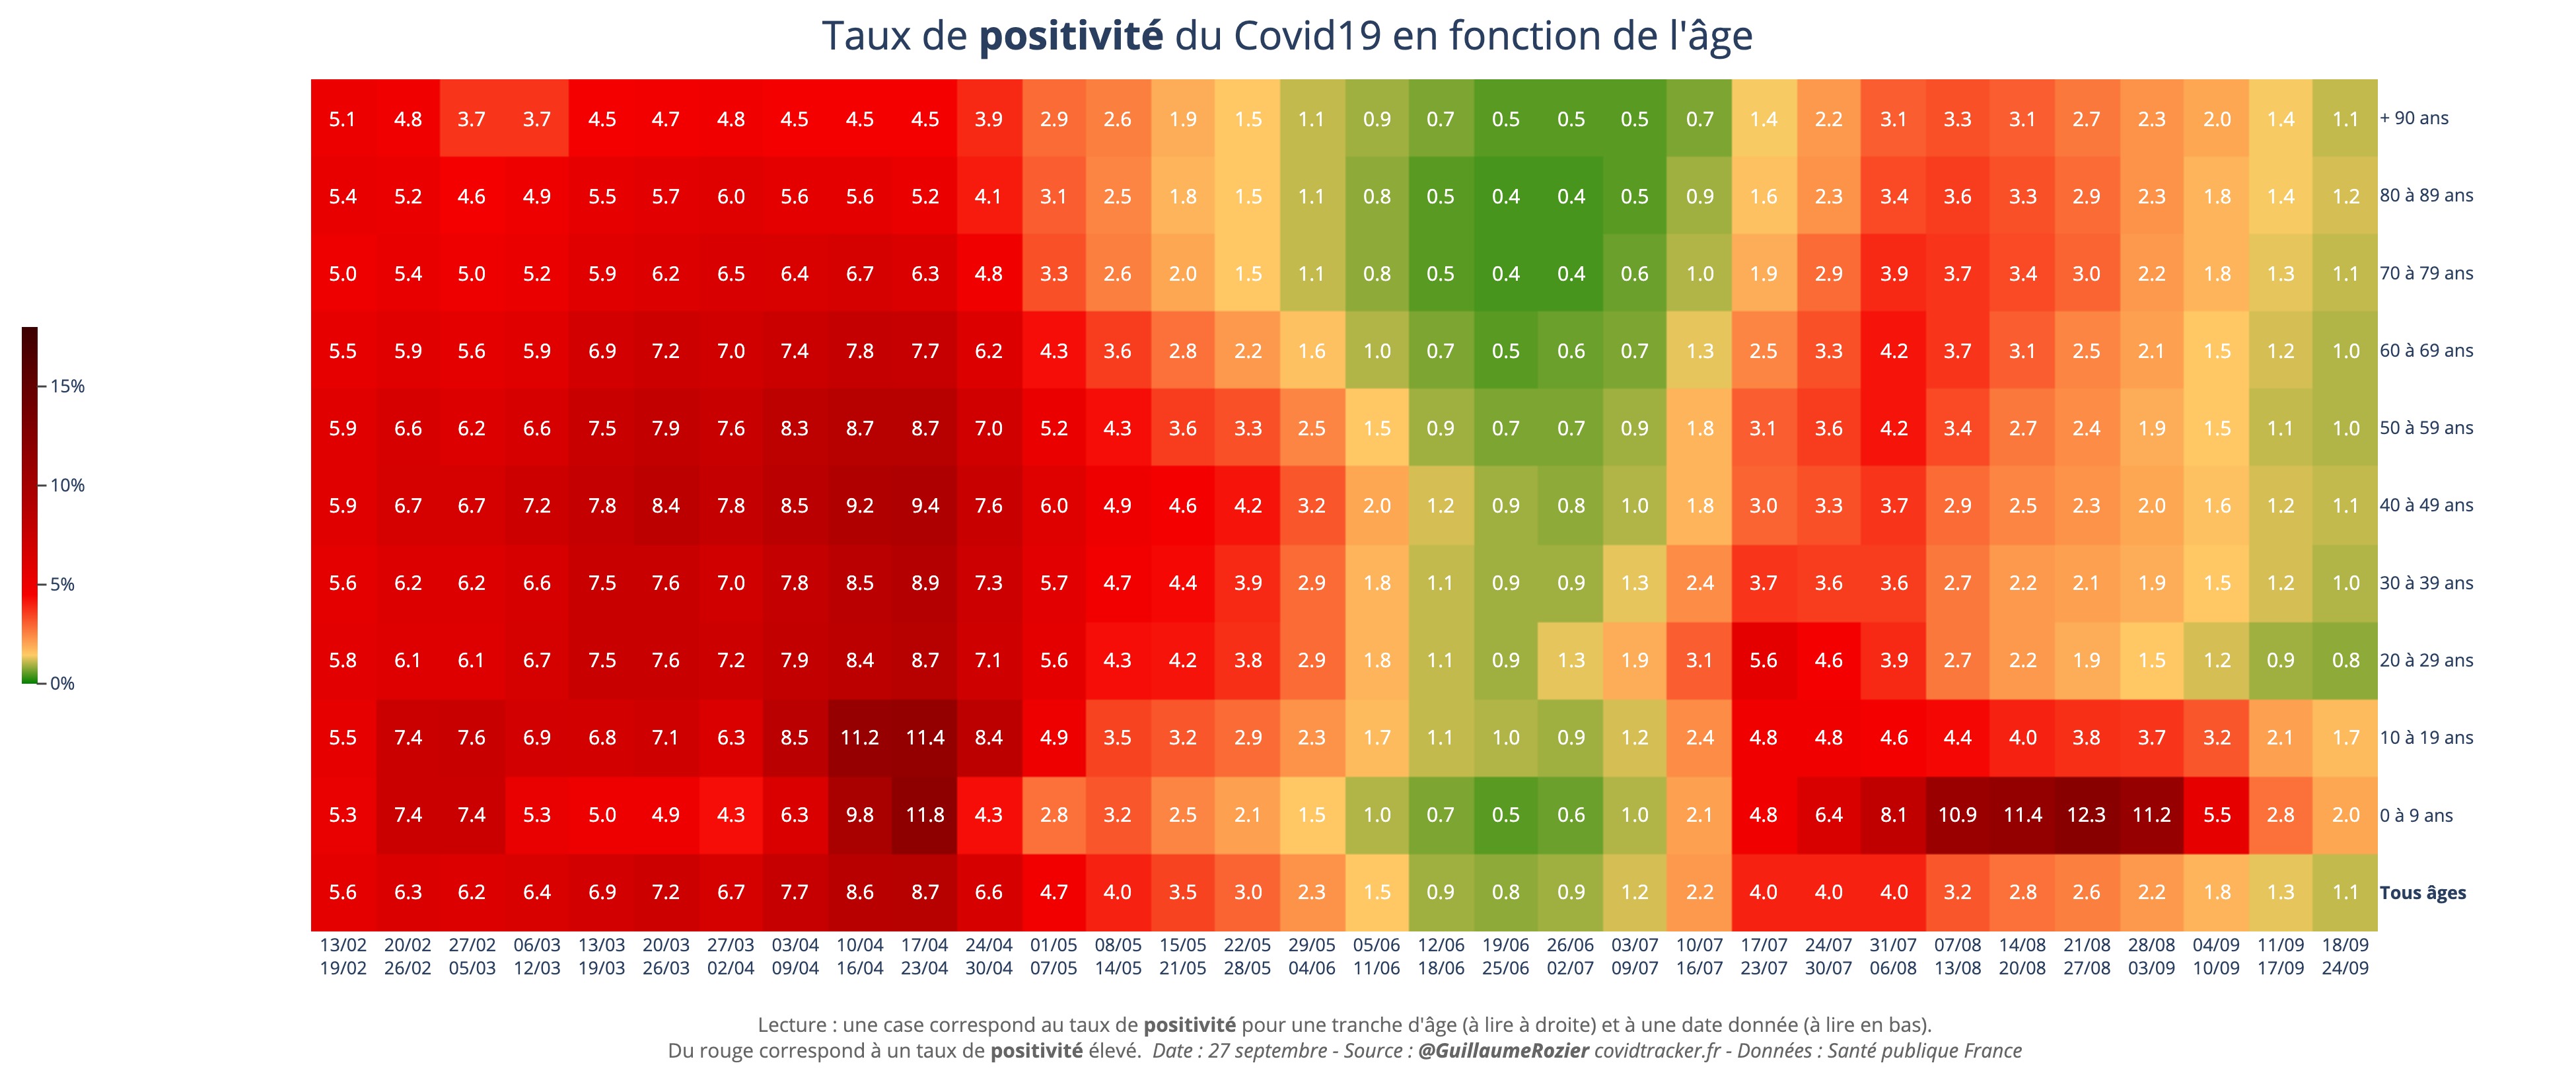 Taux de positivité du Covid19 en fonction de l'âge
5.1 4.8 3.7 3.7 4.5 4.7 4.8 4.5 4.5 4.5 3.9 2.9 2.6 1.9 1.5 1.1 0.9 0.7 0.5 0.5 0.5 0.7 1.4 2.2 3.1 3.3 3.1 2.7 2.3 2.0 1.4 1.1 + 90 ans
5.4 5.2 4.6 4.9 5.5 5.7 6.0 5.6 5.6 5.2 4.1 3.1 2.5 1.8 1.5 1.1 0.8 0.5 0.4 0.4 0.5 0.9 1.6 2.3 3.4 3.6 3.3 2.9 2.3 1.8 1.4 1.2 80 à 89 ans
5.0 5.4 5.0 5.2 5.9 6.2 6.5 6.4 6.7 6.3 4.8 3.3 2.6 2.0 1.5 1.1 0.8 0.5 0.4 0.4 0.6 1.0 1.9 2.9 3.9 3.7 3.4 3.0 2.2 1.8 1.3 1.1 70 à 79 ans
5.5 5.9 5.6 5.9 6.9 7.2 7.0 7.4 7.8 7.7 6.2 4.3 3.6 2.8 2.2 1.6 1.0 0.7 0.5 0.6 0.7 1.3 2.5 3.3 4.2 3.7 3.1 2.5 2.1 1.5 1.2 1.0 60 à 69 ans
15%
5.9 6.6 6.2 6.6 7.5 7.9 7.6 8.3 8.7 8.7 7.0 5.2 4.3 3.6 3.3 2.5 1.5 0.9 0.7 0.7 0.9 1.8 3.1 3.6 4.2 3.4 2.7 2.4 1.9 1.5 1.1 1.0 50 à 59 ans
10%
5.9 6.7 6.7 7.2 7.8 8.4 7.8 8.5 9.2 9.4 7.6 6.0 4.9 4.6 4.2 3.2 2.0 1.2 0.9 0.8 1.0 1.8 3.0 3.3 3.7 2.9 2.5 2.3 2.0 1.6 1.2 1.1 40 à 49 ans
5%
5.6 6.2 6.2 6.6 7.5 7.6 7.0 7.8 8.5 8.9 7.3 5.7 4.7 4.4 3.9 2.9 1.8 1.1 0.9 0.9 1.3 2.4 3.7 3.6 3.6 2.7 2.2 2.1 1.9 1.5 1.2 1.0 30 à 39 ans
5.8 6.1 6.1 6.7 7.5 7.6 7.2 7.9 8.4 8.7 7.1 5.6 4.3 4.2 3.8 2.9 1.8 1.1 0.9 1.3 1.9 3.1 5.6 4.6 3.9 2.7 2.2 1.9 1.5 1.2 0.9 0.8 20 à 29 ans
0%
5.5 7.4 7.6 6.9 6.8 7.1 6.3 8.5 11.2 11.4 8.4 4.9 3.5 3.2 2.9 2.3 1.7 1.1 1.0 0.9 1.2 2.4 4.8 4.8 4.6 4.4 4.0 3.8 3.7 3.2 2.1 1.7 10 à 19 ans
5.3 7.4 7.4 5.3 5.0 4.9 4.3 6.3 9.8 11.8 4.3 2.8 3.2 2.5 2.1 1.5 1.0 0.7 0.5 0.6 1.0 2.1 4.8 6.4 8.1 10.9 11.4 12.3 11.2 5.5 2.8 2.0 0 à 9 ans
5.6 6.3 6.2 6.4 6.9 7.2 6.7 7.7 8.6 8.7 6.6 4.7 4.0 3.5 3.0 2.3 1.5 0.9 0.8 0.9 1.2 2.2 4.0 4.0 4.0 3.2 2.8 2.6 2.2 1.8 1.3 1.1 Tous âges
13/02 20/02 27/02 06/03 13/03 20/03 27/03 03/04 10/04 17/04 24/04 01/05 08/05 15/05 22/05 29/05 05/06 12/06 19/06 26/06 03/07 10/07 17/07 24/07 31/07 07/08 14/08 21/08 28/08 04/09 11/09 18/09
19/02 26/02 05/03 12/03 19/03 26/03 02/04 09/04 16/04 23/04 30/04 07/05 14/05 21/05 28/05 04/06 11/06 18/06 25/06 02/07 09/07 16/07 23/07 30/07 06/08 13/08 20/08 27/08 03/09 10/09 17/09 24/09
Lecture : une case correspond au taux de positivité pour une tranche d'âge (à lire à droite) et à une date donnée (à lire en bas).
Du rouge correspond à un taux de positivité élevé. Date : 27 septembre - Source : @GuillaumeRozier covidtracker.fr - Données : Santé publique France